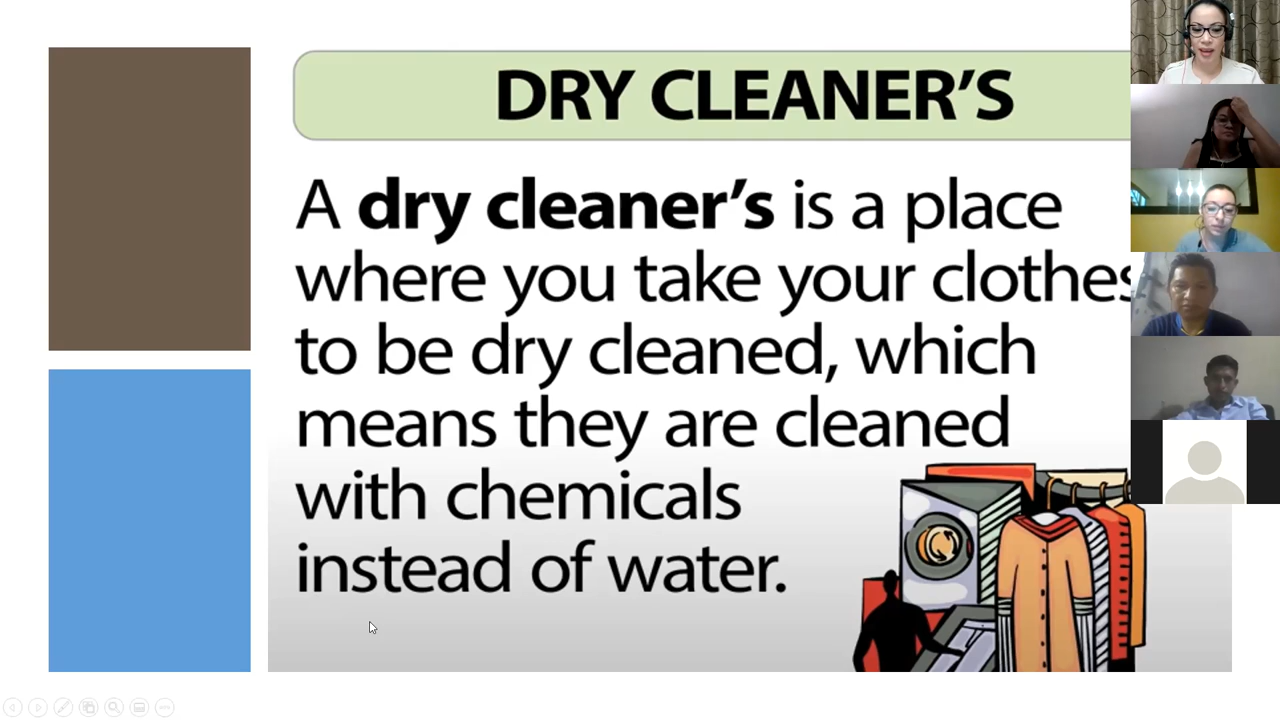 DRY CLEANER’S
A dry cleaner’s is a place
where you take your clothes
to be dry cleaned, which
means they are cleaned
with chemicals
instead of water.